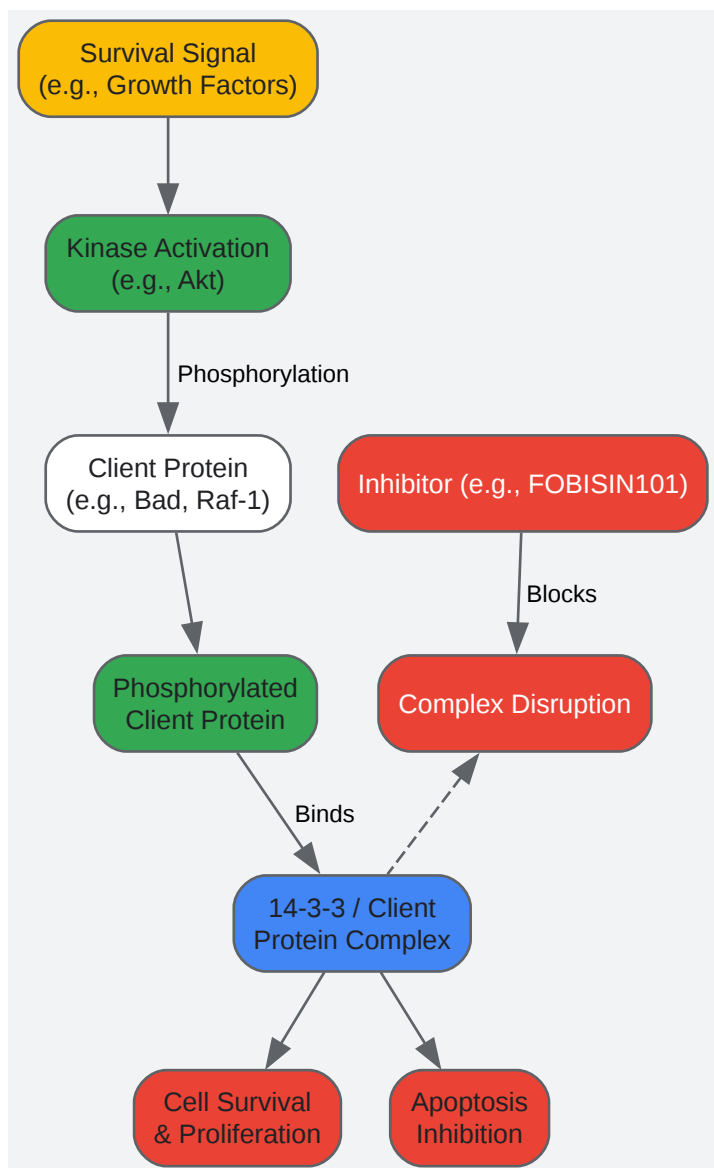 Survival Signal
(e.g., Growth Factors)
Kinase Activation
(e.g., Akt)
Phosphorylation
Client Protein
(e.g., Bad, Raf-1)
Inhibitor (e.g., FOBISIN101)
Blocks
Phosphorylated
Client Protein
Complex Disruption
Binds
14-3-3 / Client
Protein Complex
Cell Survival
& Proliferation
Apoptosis
Inhibition